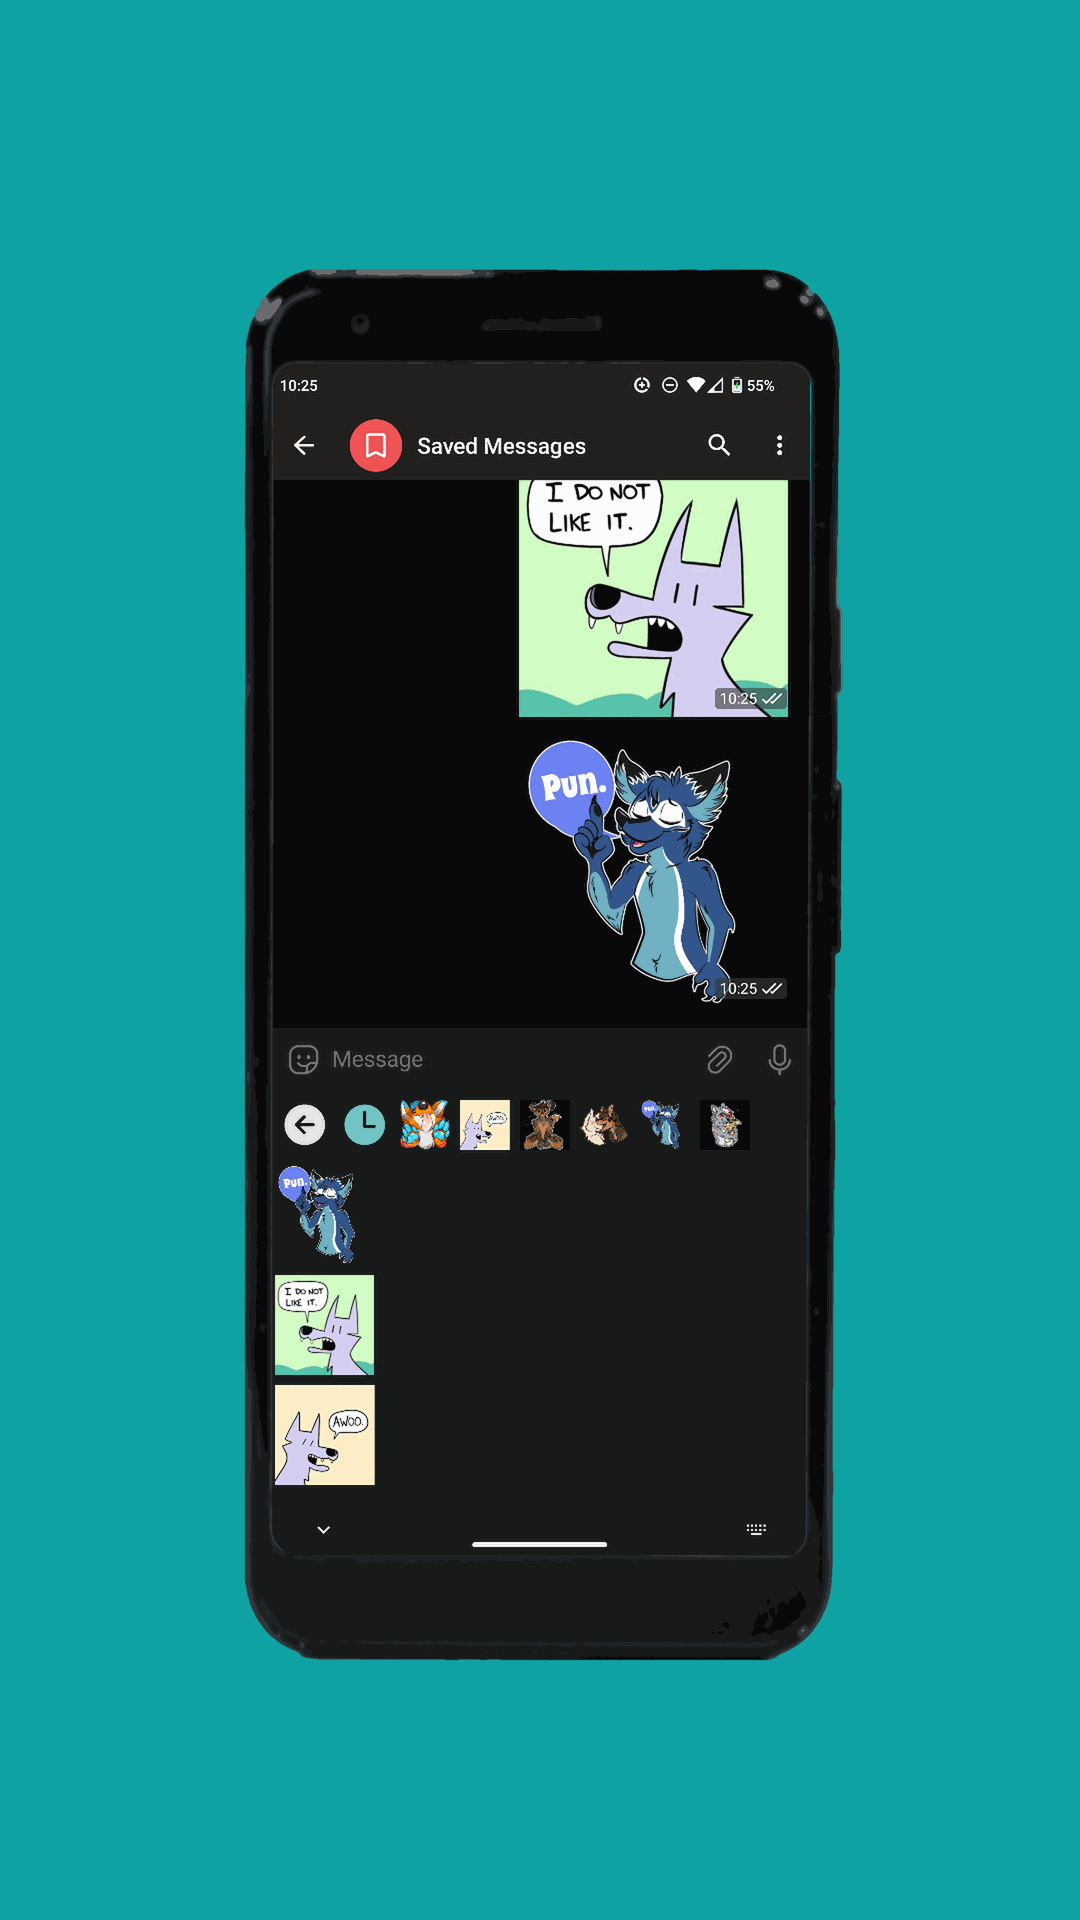 10:25
55%
Saved Messages
I DO NOT
LIKE IT.
10:25
Pun.
10:25
Message
Pun.
Pun.
I DO NOT
LIKE IT.
AWOO.